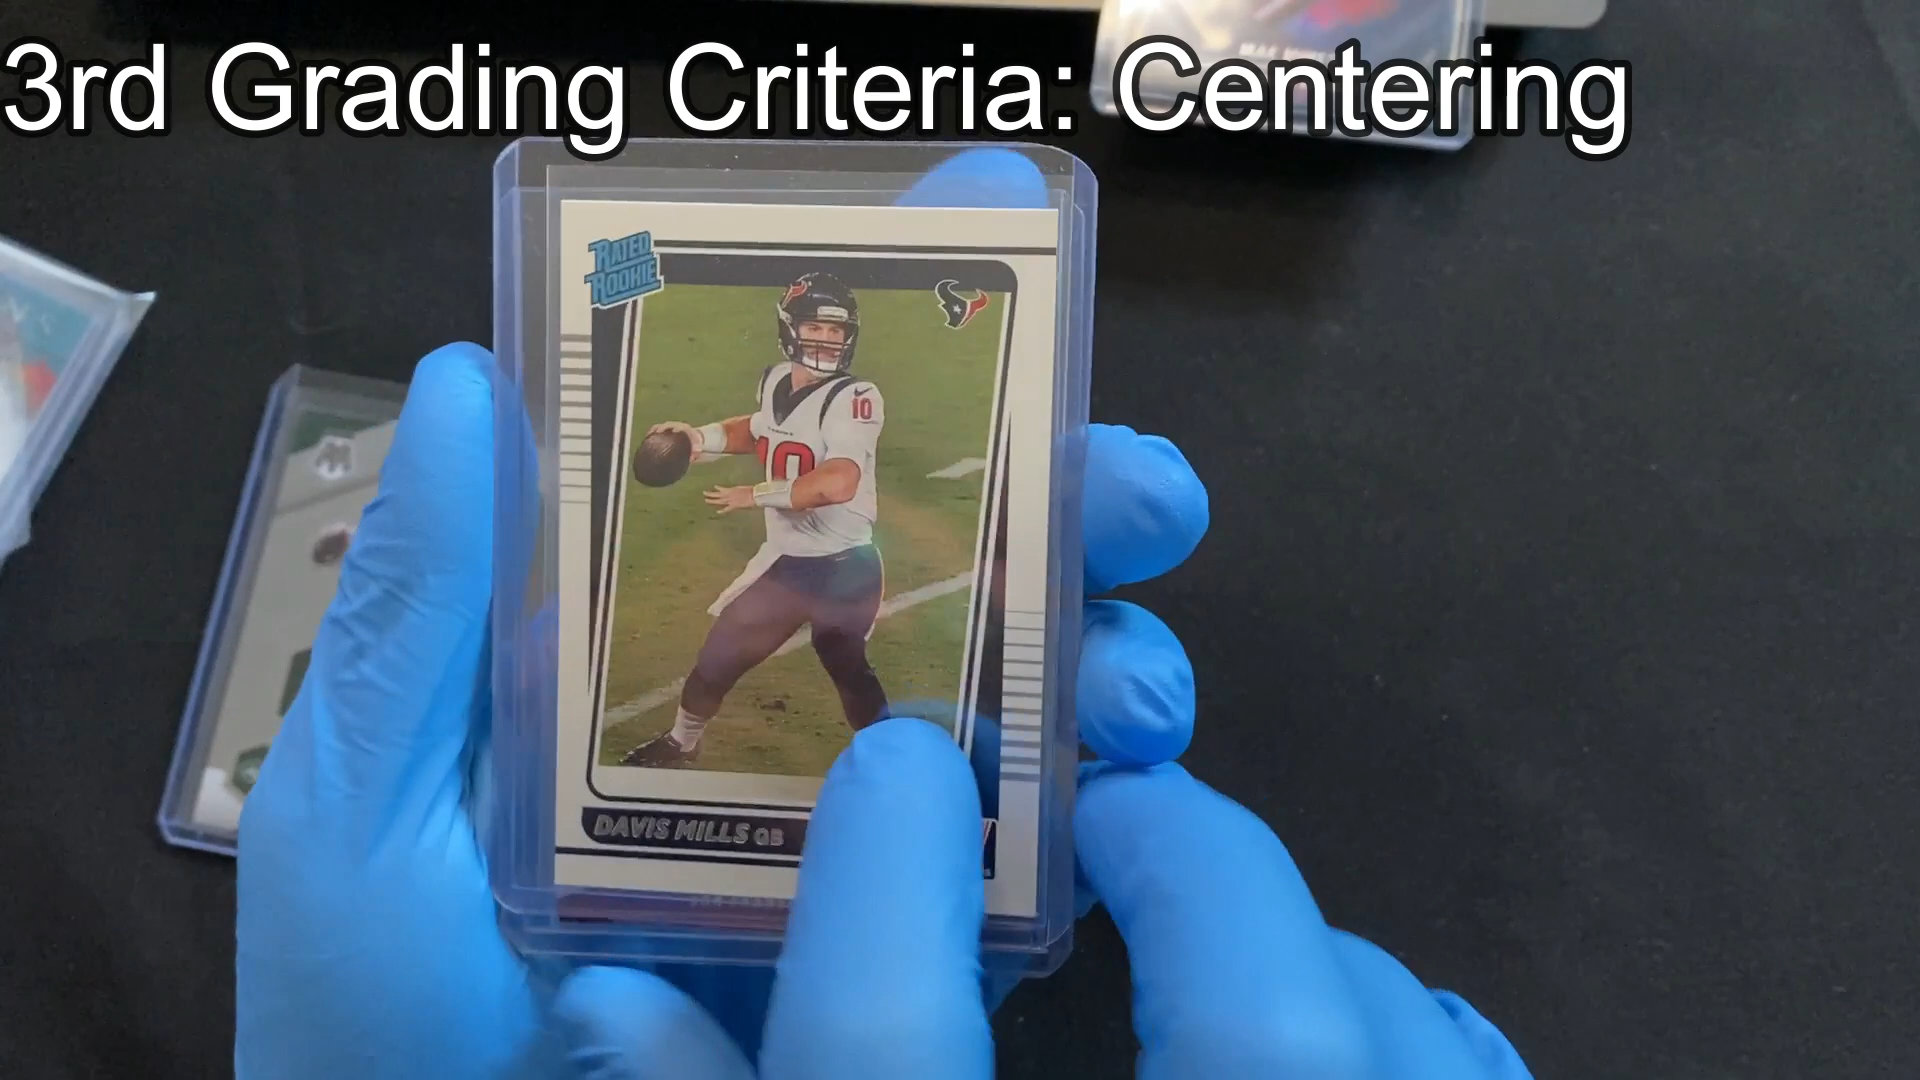 3rd Grading Criteria: Centering
RATED
ROOKIE
10
10
DAVIS MILLS QB